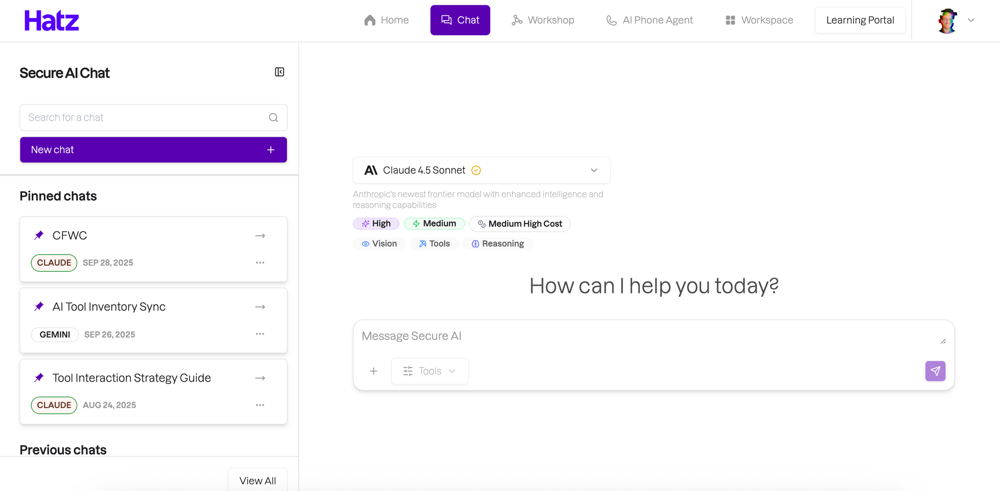 Hatz
Home
Chat
Workshop
AI Phone Agent
Workspace
Learning Portal
Secure AI Chat
Search for a chat
New chat
Pinned chats
CFWC
CLAUDE SEP 28, 2025
AI Tool Inventory Sync
GEMINI SEP 26, 2025
Tool Interaction Strategy Guide
CLAUDE AUG 24, 2025
Previous chats
View All
Claude 4.5 Sonnet
Anthropic's newest frontier model with enhanced intelligence and
reasoning capabilities
High Medium Medium High Cost
Vision Tools Reasoning
How can I help you today?
Message Secure AI
Tools